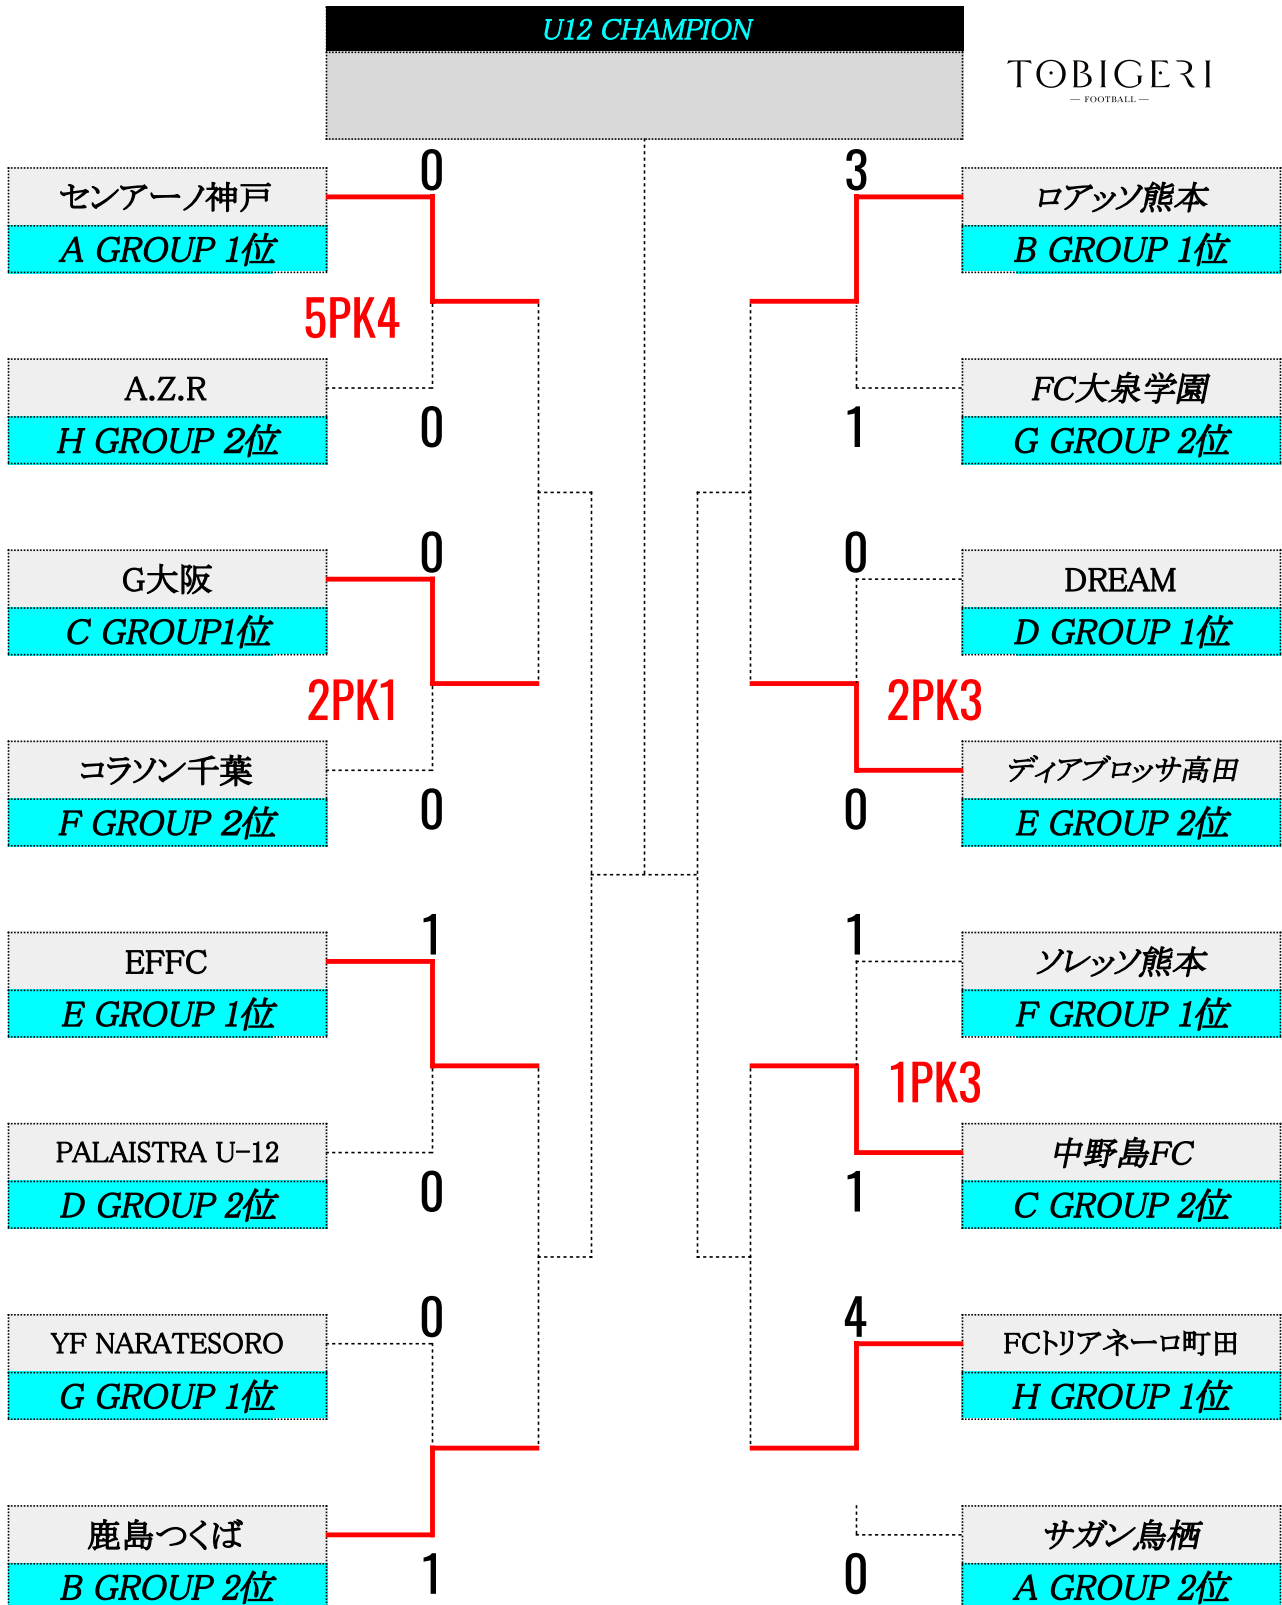 U12 CHAMPION
TOBIGERI
— FOOTBALL —
0
センアーノ神戸
A GROUP 1位
5PK4
A.Z.R
H GROUP 2位
0
0
G大阪
C GROUP1位
2PK1
コラソン千葉
F GROUP 2位
0
1
EFFC
E GROUP 1位
PALAISTRA U-12
D GROUP 2位
0
0
YF NARATESORO
G GROUP 1位
鹿島つくば
B GROUP 2位
1
3
ロアッソ熊本
B GROUP 1位
FC大泉学園
G GROUP 2位
1
0
DREAM
D GROUP 1位
2PK3
ディアブロッサ高田
E GROUP 2位
0
1
ソレッソ熊本
F GROUP 1位
1PK3
中野島FC
C GROUP 2位
1
4
FCトリアネーロ町田
H GROUP 1位
サガン鳥栖
A GROUP 2位
0